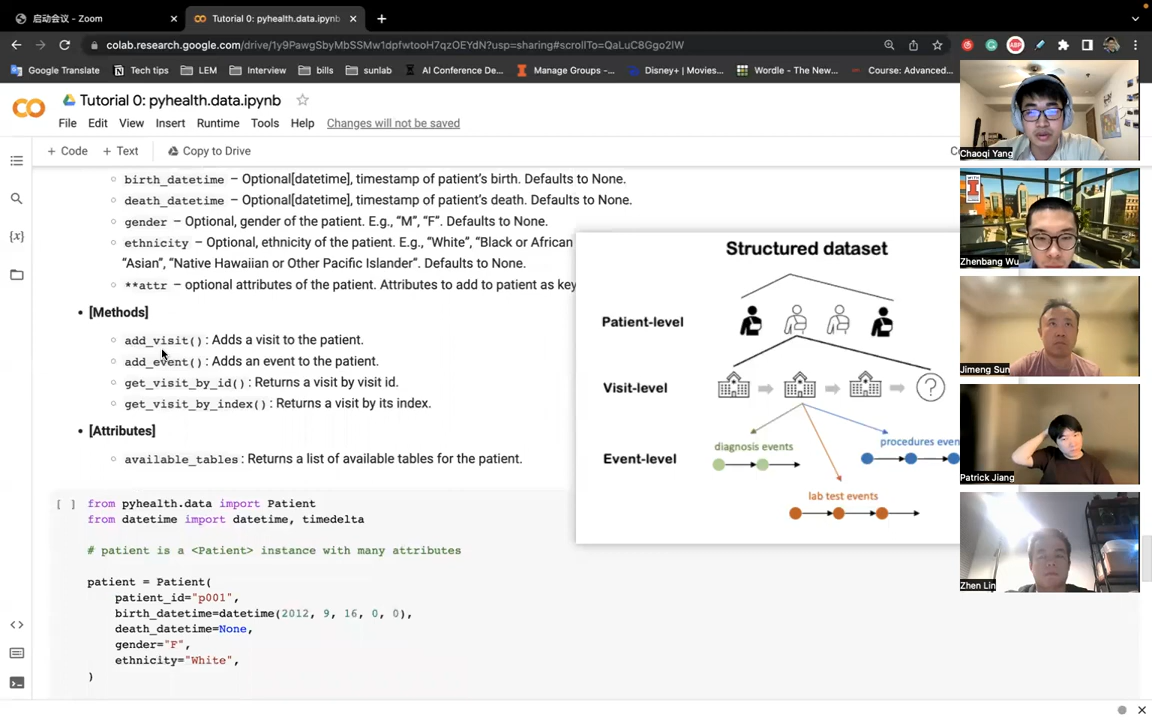 启动会议 - Zoom
Tutorial 0: pyhealth.data.ipynb
colab.research.google.com/drive/1y9PawgSbyMbSSMw1dpfwtooH7qzOEYdN?usp=sharing#scrollTo=QaLuC8Ggo2IW
Google Translate
Tech tips
LEM
Interview
bills
sunlab
AI Conference De...
Manage Groups -...
Disney+ | Movies...
Wordle - The New...
Course: Advanced...
CO
Tutorial 0: pyhealth.data.ipynb
File Edit View Insert Runtime Tools Help Changes will not be saved
+ Code + Text Copy to Drive
birth_datetime – Optional[datetime], timestamp of patient's birth. Defaults to None.
death_datetime – Optional[datetime], timestamp of patient's death. Defaults to None.
gender – Optional, gender of the patient. E.g., “M”, “F”. Defaults to None.
ethnicity – Optional, ethnicity of the patient. E.g., “White”, “Black or African
“Asian”, “Native Hawaiian or Other Pacific Islander”. Defaults to None.
**attr – optional attributes of the patient. Attributes to add to patient as key
• [Methods]
add_visit() : Adds a visit to the patient.
add_event() : Adds an event to the patient.
get_visit_by_id() : Returns a visit by visit id.
get_visit_by_index() : Returns a visit by its index.
• [Attributes]
available_tables : Returns a list of available tables for the patient.
[ ] from pyhealth.data import Patient
from datetime import datetime, timedelta
# patient is a <Patient> instance with many attributes
patient = Patient(
patient_id="p001",
birth_datetime=datetime(2012, 9, 16, 0, 0),
death_datetime=None,
gender="F",
ethnicity="White",
)
Structured dataset
Patient-level
Visit-level
?
Event-level
diagnosis events
procedures even
lab test events
Chaoqi Yang
Zhenbang Wu
Jimeng Sun
Patrick Jiang
Zhen Lin